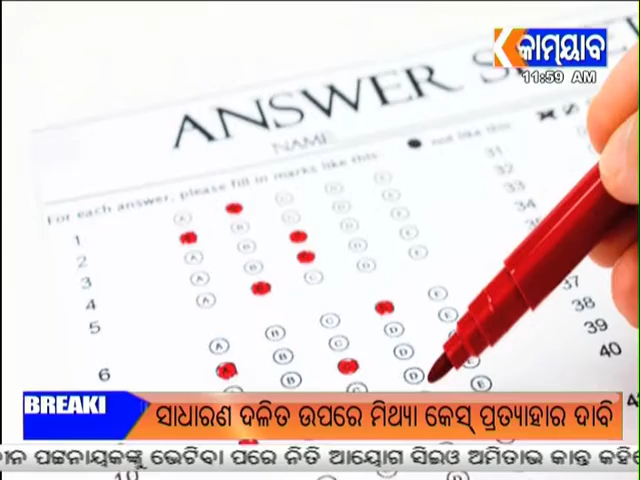 କାମ୍ୟାବ
11:59 AM
ANSWER
NAME
not like this
For each answer, please fill in marks like this:
1
2
3
4
5
6
31
32
33
34
37
38
39
40
BREAKI
ସାଧାରଣ ଦଳିତ ଉପରେ ମିଥ୍ୟା କେସ୍ ପ୍ରତ୍ୟାହାର ଦାବି
ପଟ୍ଟନାୟକଙ୍କୁ ଭେଟିବା ପରେ ନିତି ଆୟୋଗ ସିଇଓ ଅମିତାଭ କାନ୍ତ